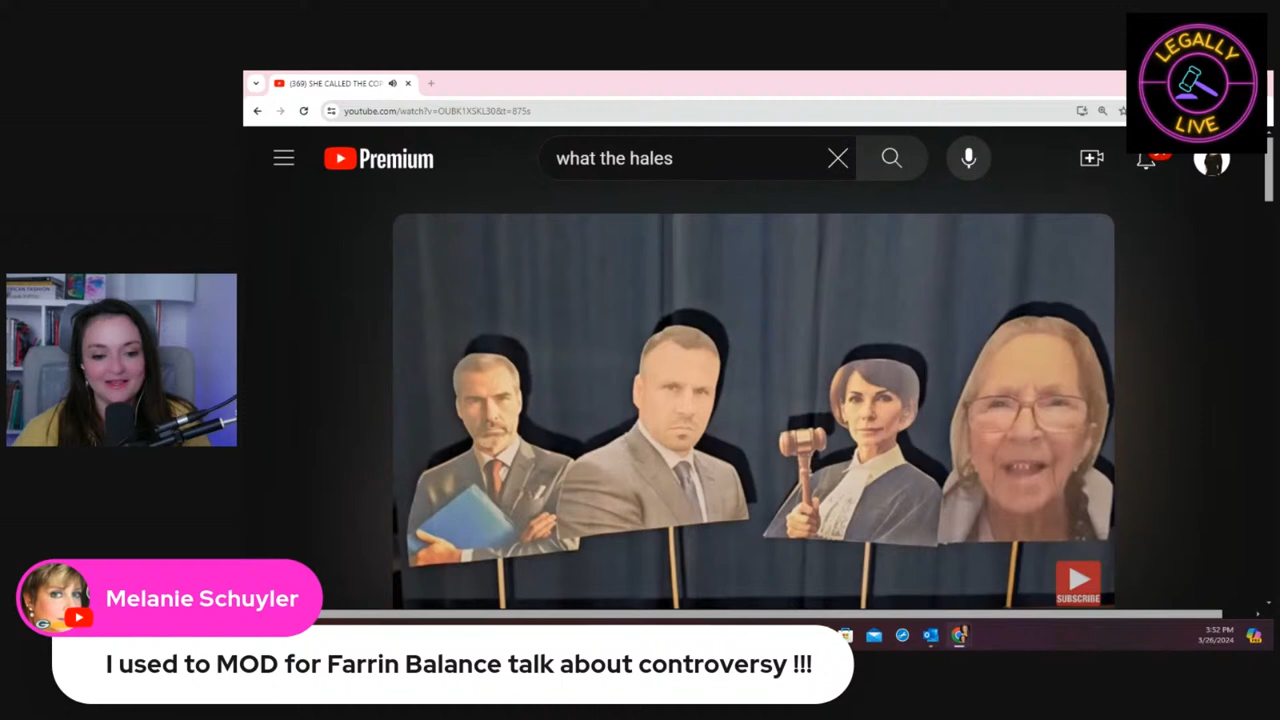 LEGALLY
LIVE
(369) SHE CALLED THE COP
youtube.com/watch?v=OUBK1XSKL30&t=875s
Premium
what the hales
SUBSCRIBE
Melanie Schuyler
I used to MOD for Farrin Balance talk about controversy !!!
3:52 PM
3/26/2024